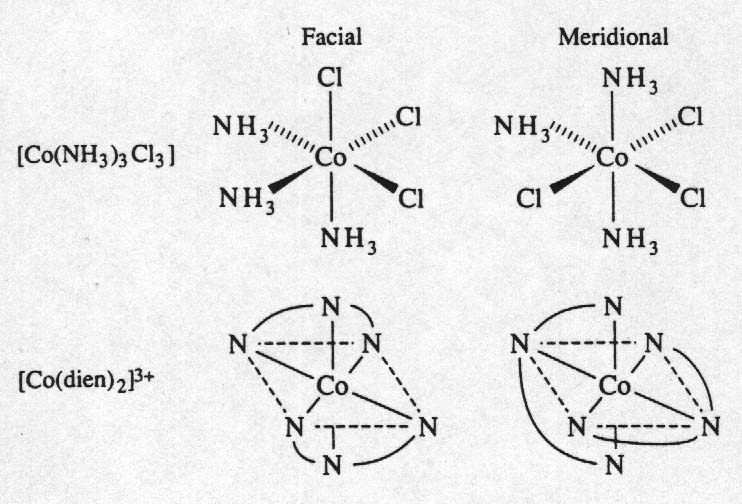 Facial Meridional
Cl NH₃
NH₃ Cl NH₃ Cl
[Co(NH₃)₃Cl₃] Co Co
NH₃ Cl Cl Cl
NH₃ NH₃
N N
N N N N
[Co(dien)₂]³⁺ Co Co
N N N N
N N